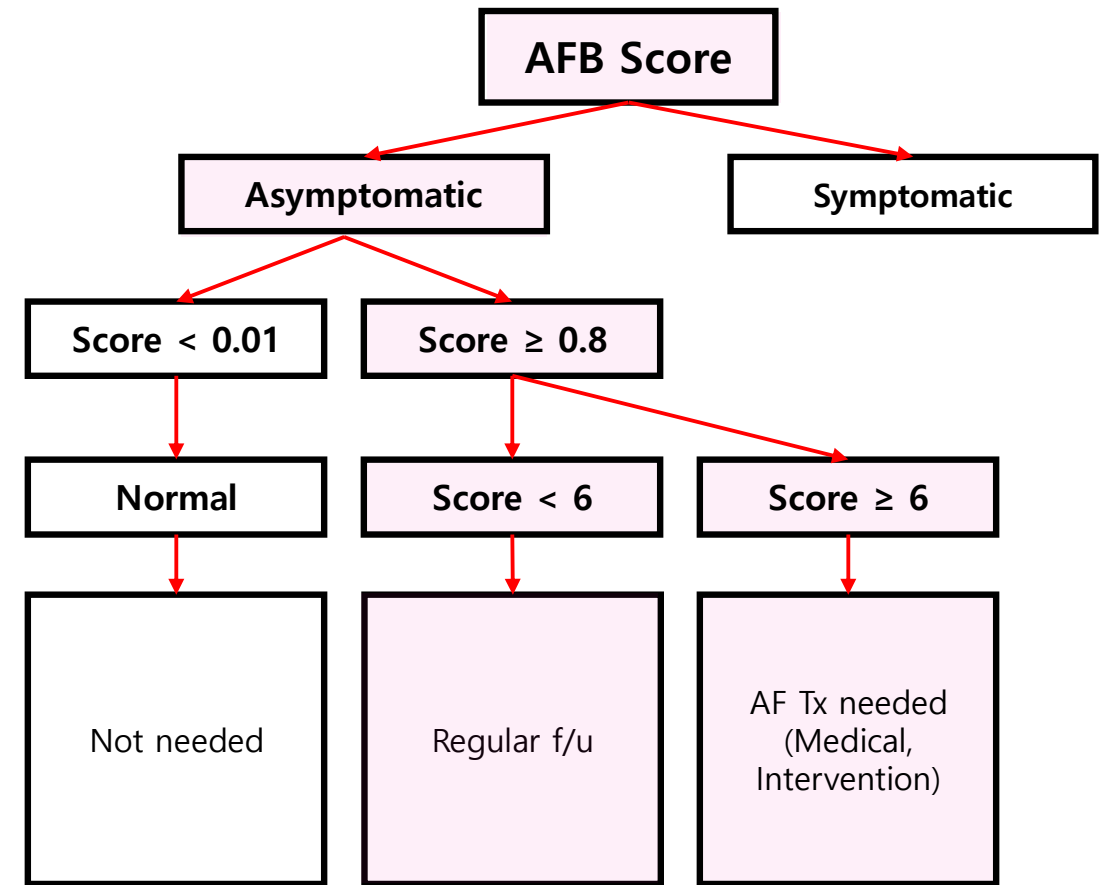 AFB Score
Asymptomatic
Symptomatic
Score < 0.01
Score ≥ 0.8
Normal
Score < 6
Score ≥ 6
Not needed
Regular f/u
AF Tx needed
(Medical,
Intervention)